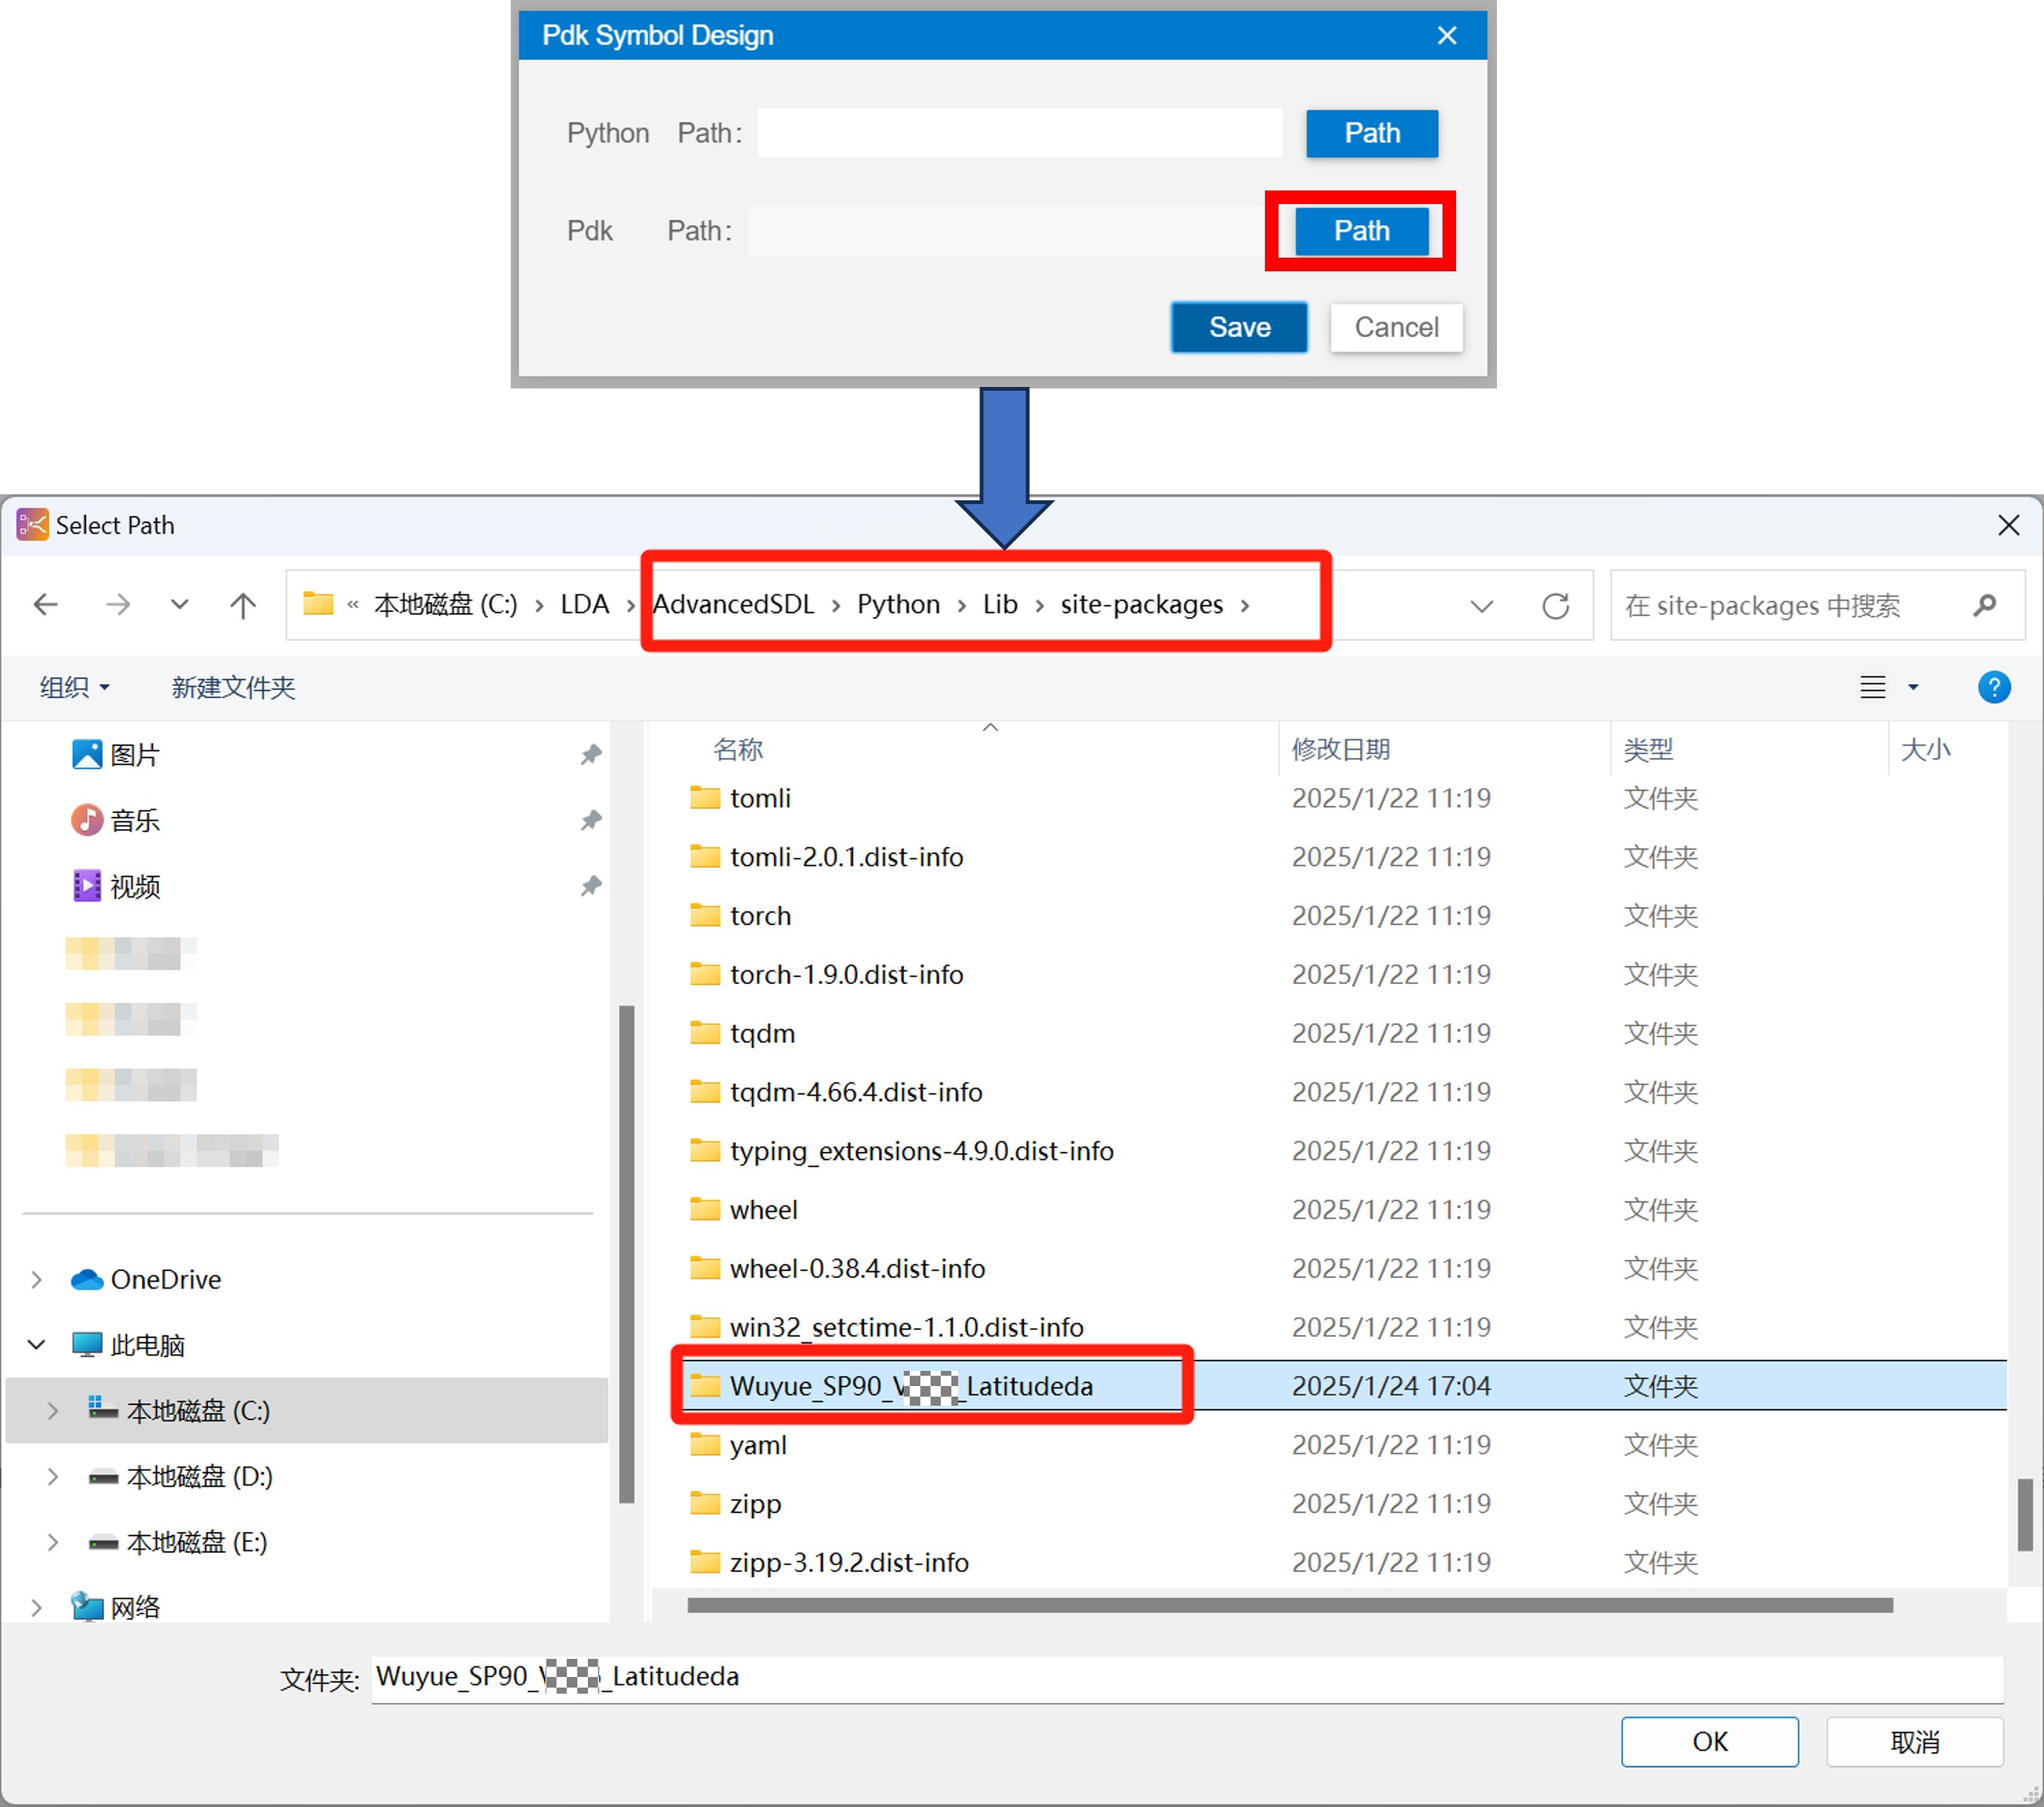 Pdk Symbol Design
Python Path:
Path
Pdk Path:
Path
Save
Cancel
Select Path
« 本地磁盘 (C:) › LDA › AdvancedSDL › Python › Lib › site-packages ›
在 site-packages 中搜索
组织
新建文件夹
?
图片
音乐
视频
OneDrive
此电脑
本地磁盘 (C:)
本地磁盘 (D:)
本地磁盘 (E:)
网络
名称 修改日期 类型 大小
tomli 2025/1/22 11:19 文件夹
tomli-2.0.1.dist-info 2025/1/22 11:19 文件夹
torch 2025/1/22 11:19 文件夹
torch-1.9.0.dist-info 2025/1/22 11:19 文件夹
tqdm 2025/1/22 11:19 文件夹
tqdm-4.66.4.dist-info 2025/1/22 11:19 文件夹
typing_extensions-4.9.0.dist-info 2025/1/22 11:19 文件夹
wheel 2025/1/22 11:19 文件夹
wheel-0.38.4.dist-info 2025/1/22 11:19 文件夹
win32_setctime-1.1.0.dist-info 2025/1/22 11:19 文件夹
Wuyue_SP90_ _Latitudeda 2025/1/24 17:04 文件夹
yaml 2025/1/22 11:19 文件夹
zipp 2025/1/22 11:19 文件夹
zipp-3.19.2.dist-info 2025/1/22 11:19 文件夹
文件夹: Wuyue_SP90_ _Latitudeda
OK
取消